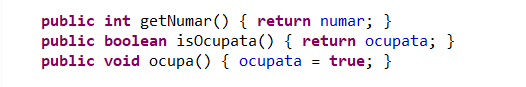 public int getNumar() { return numar; }
public boolean isOcupata() { return ocupata; }
public void ocupa() { ocupata = true; }